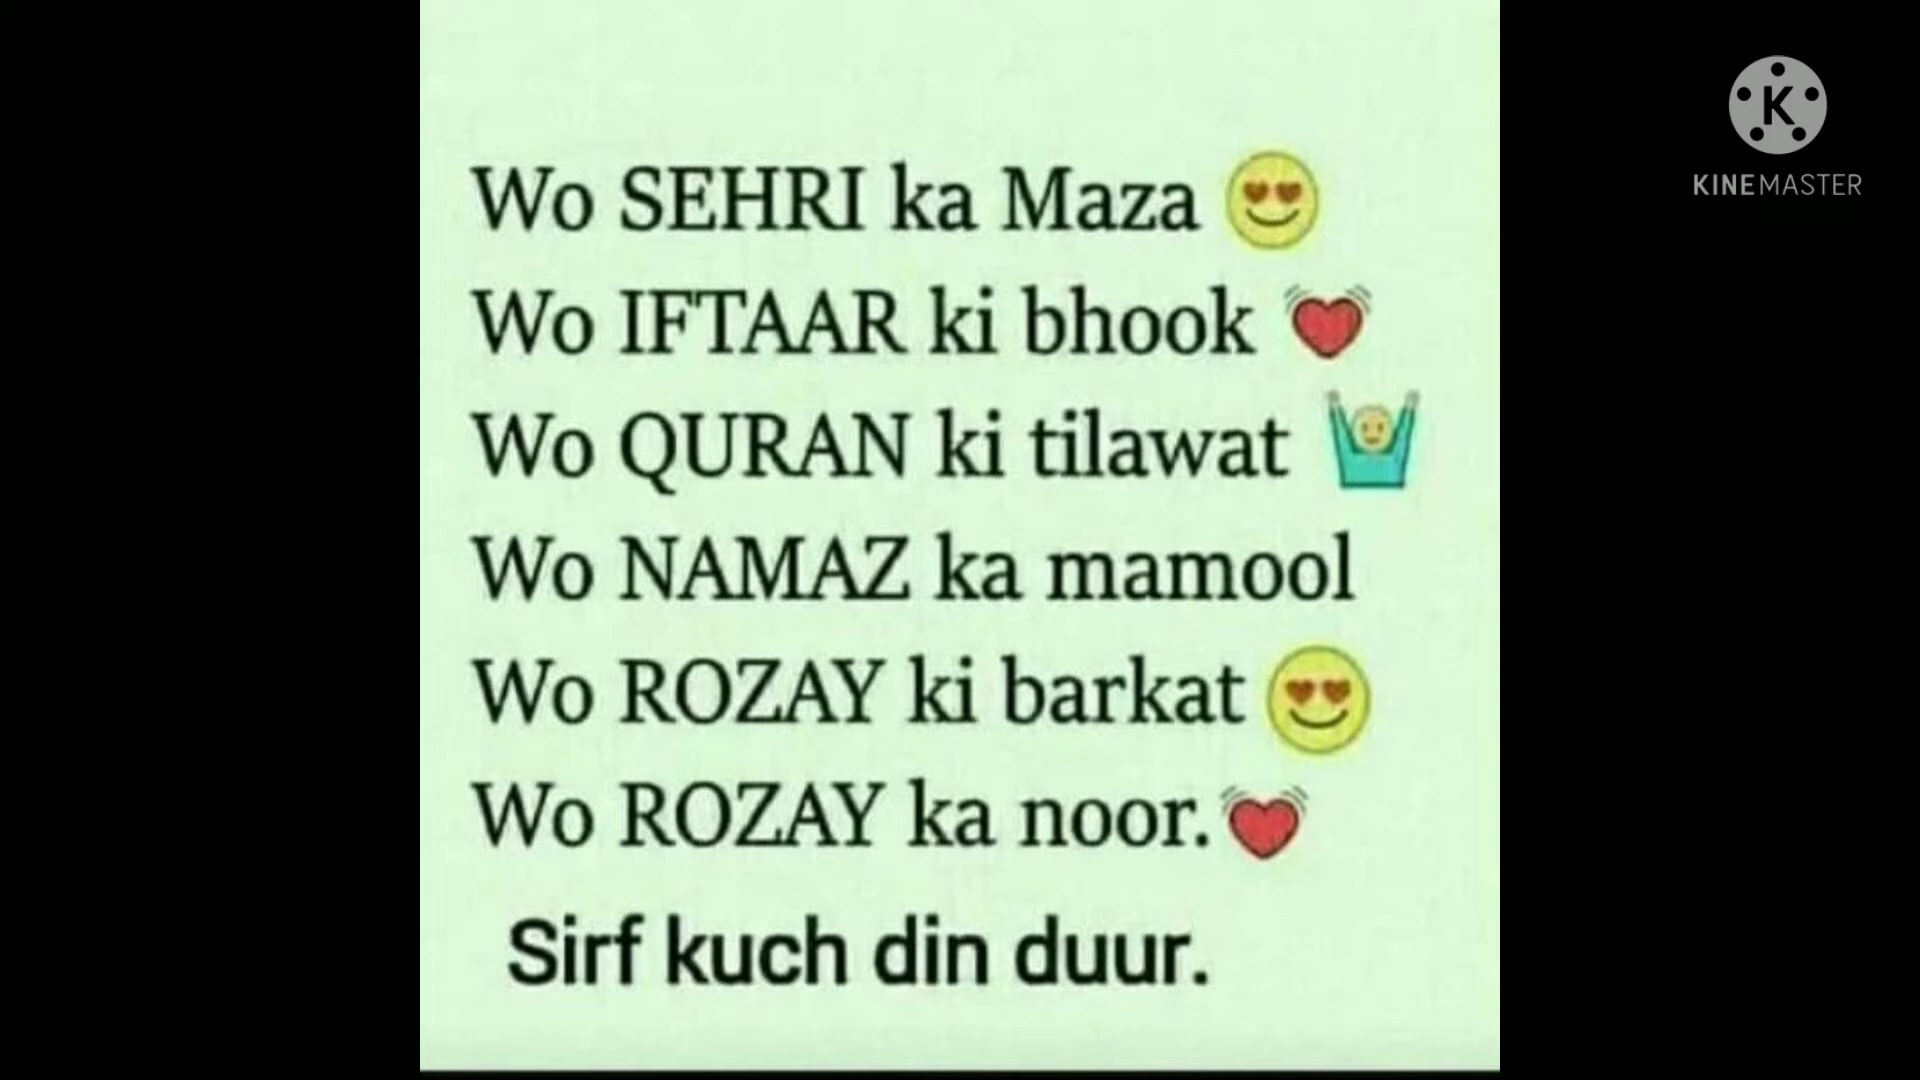 Wo SEHRI ka Maza 😍
Wo IFTAAR ki bhook 💓
Wo QURAN ki tilawat 🙌
Wo NAMAZ ka mamool
Wo ROZAY ki barkat 😍
Wo ROZAY ka noor. 💓
Sirf kuch din duur.
K
KINEMASTER